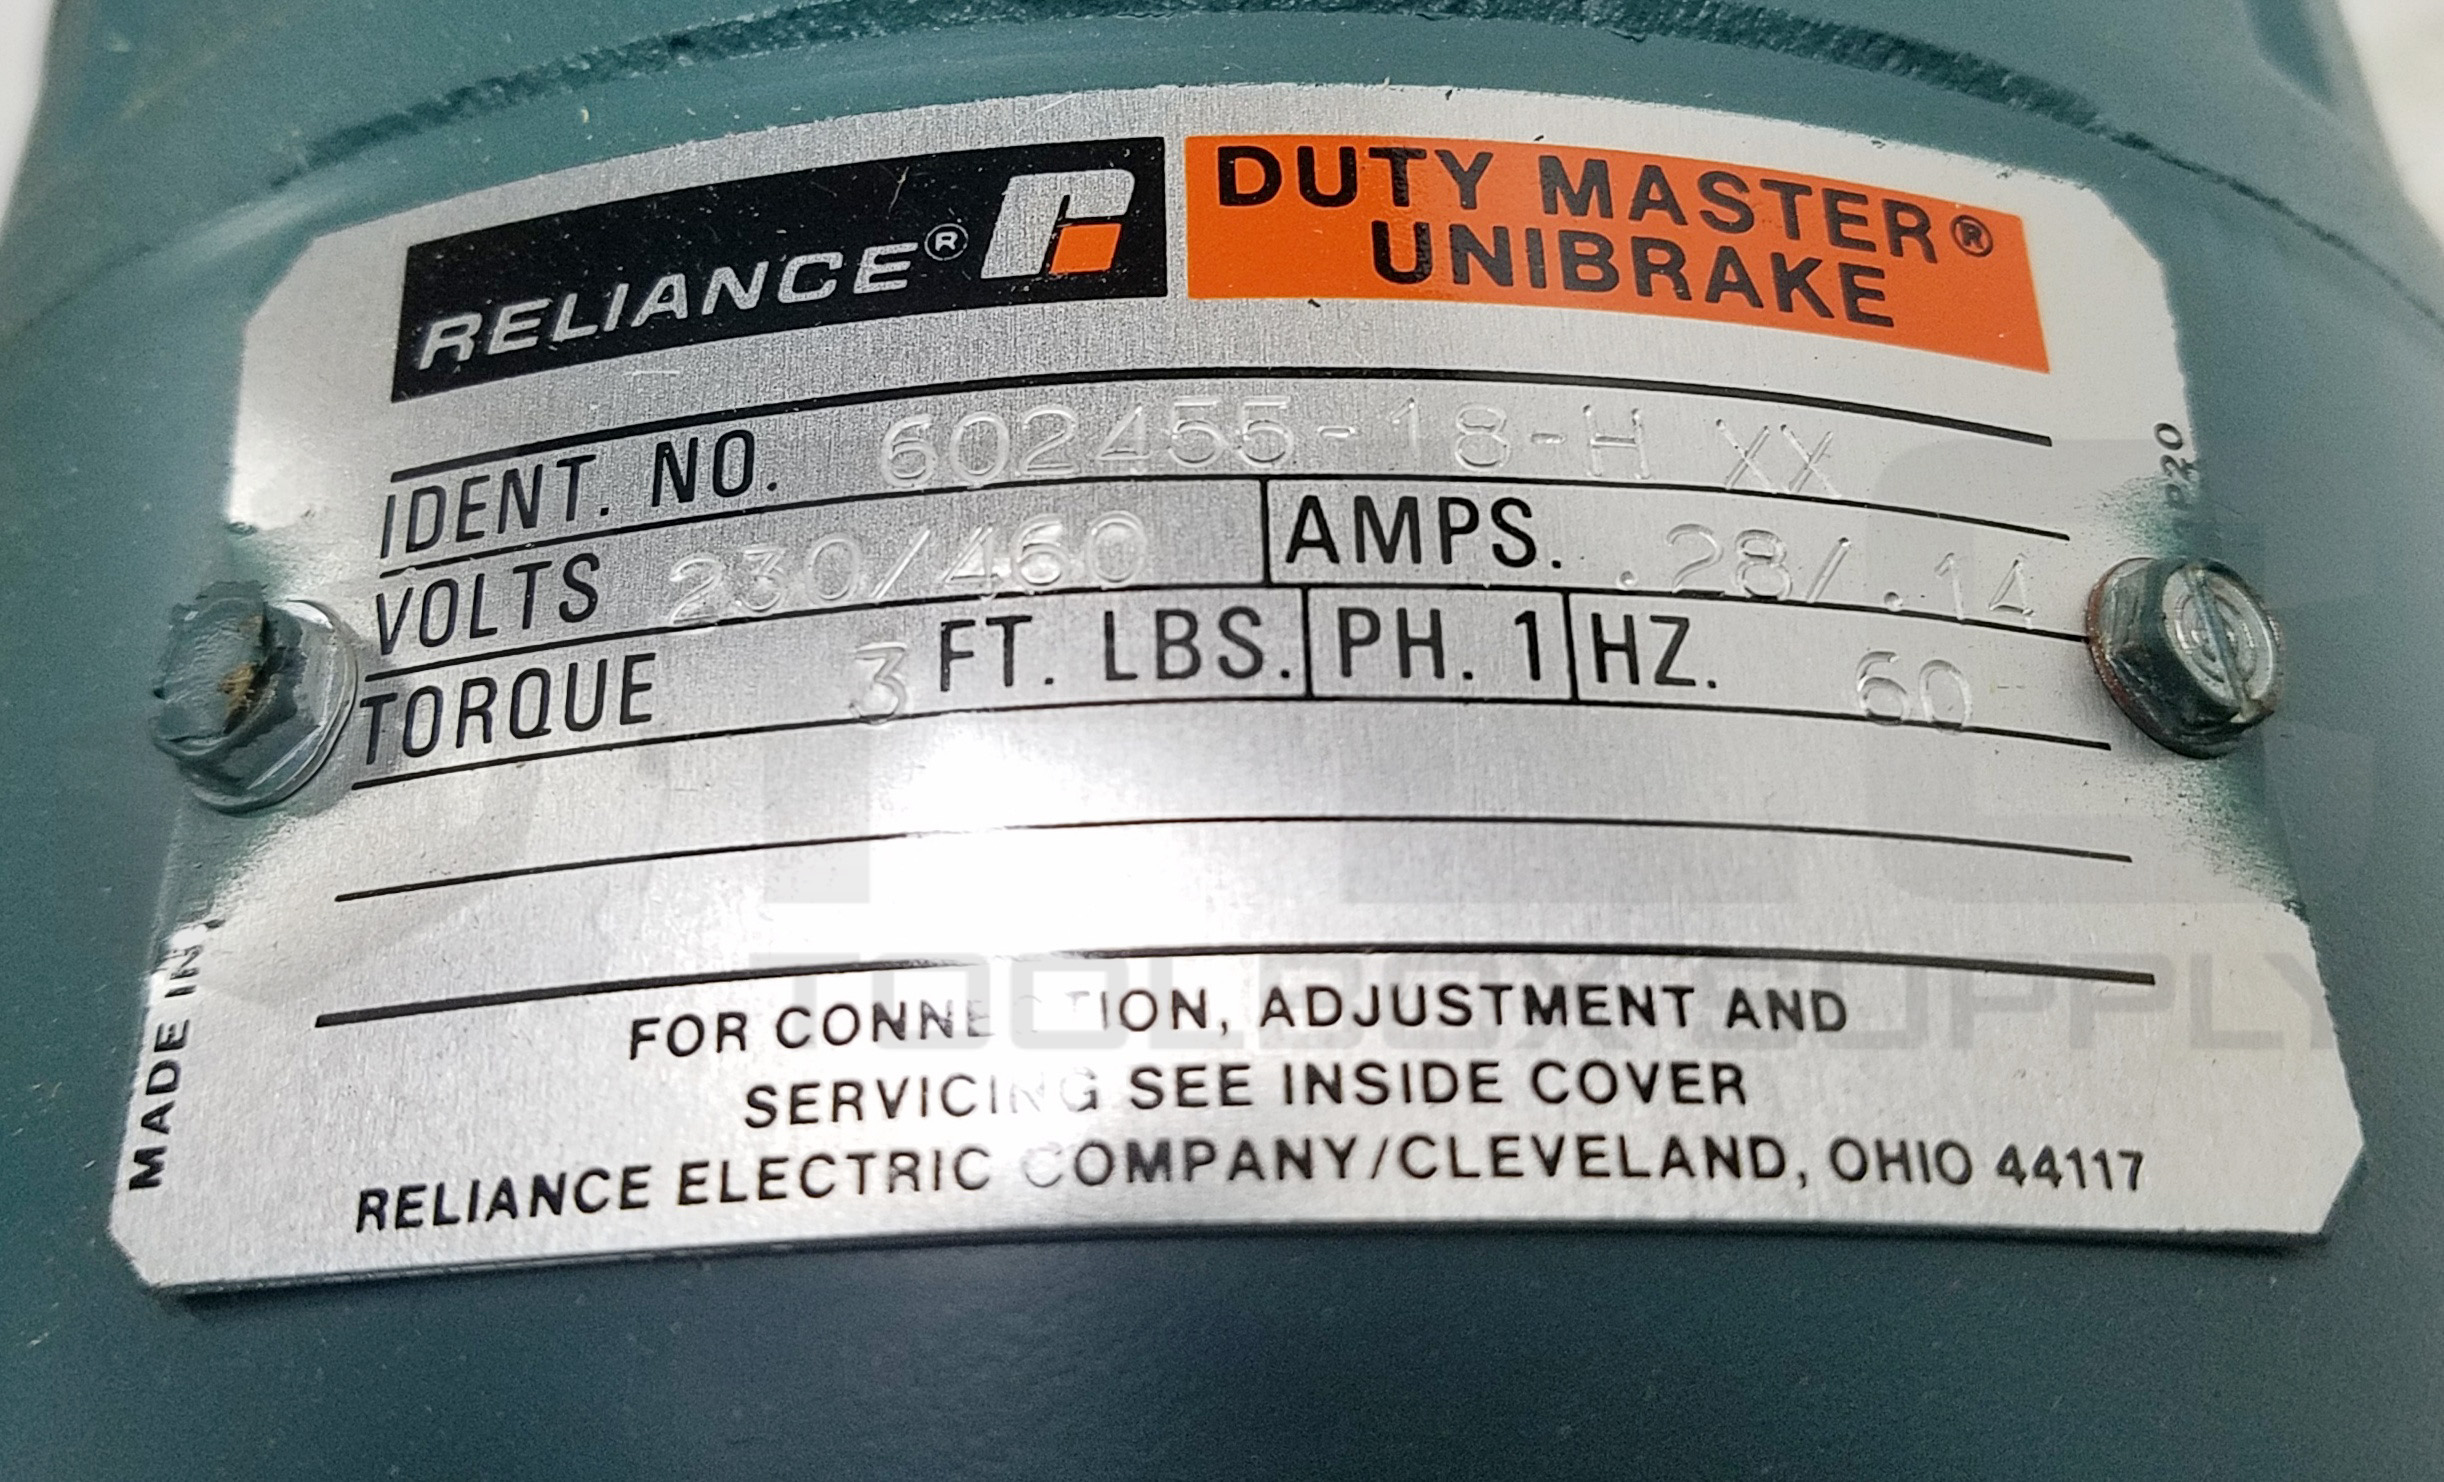 RELIANCE®
DUTY MASTER®
UNIBRAKE
IDENT. NO. 602455-18-H XX
VOLTS 230/460 AMPS. .28/.14
TORQUE 3 FT. LBS. PH. 1 HZ. 60
FOR CONNECTION, ADJUSTMENT AND
SERVICING SEE INSIDE COVER
RELIANCE ELECTRIC COMPANY/CLEVELAND, OHIO 44117
MADE IN
TOOLBOX SUPPLY